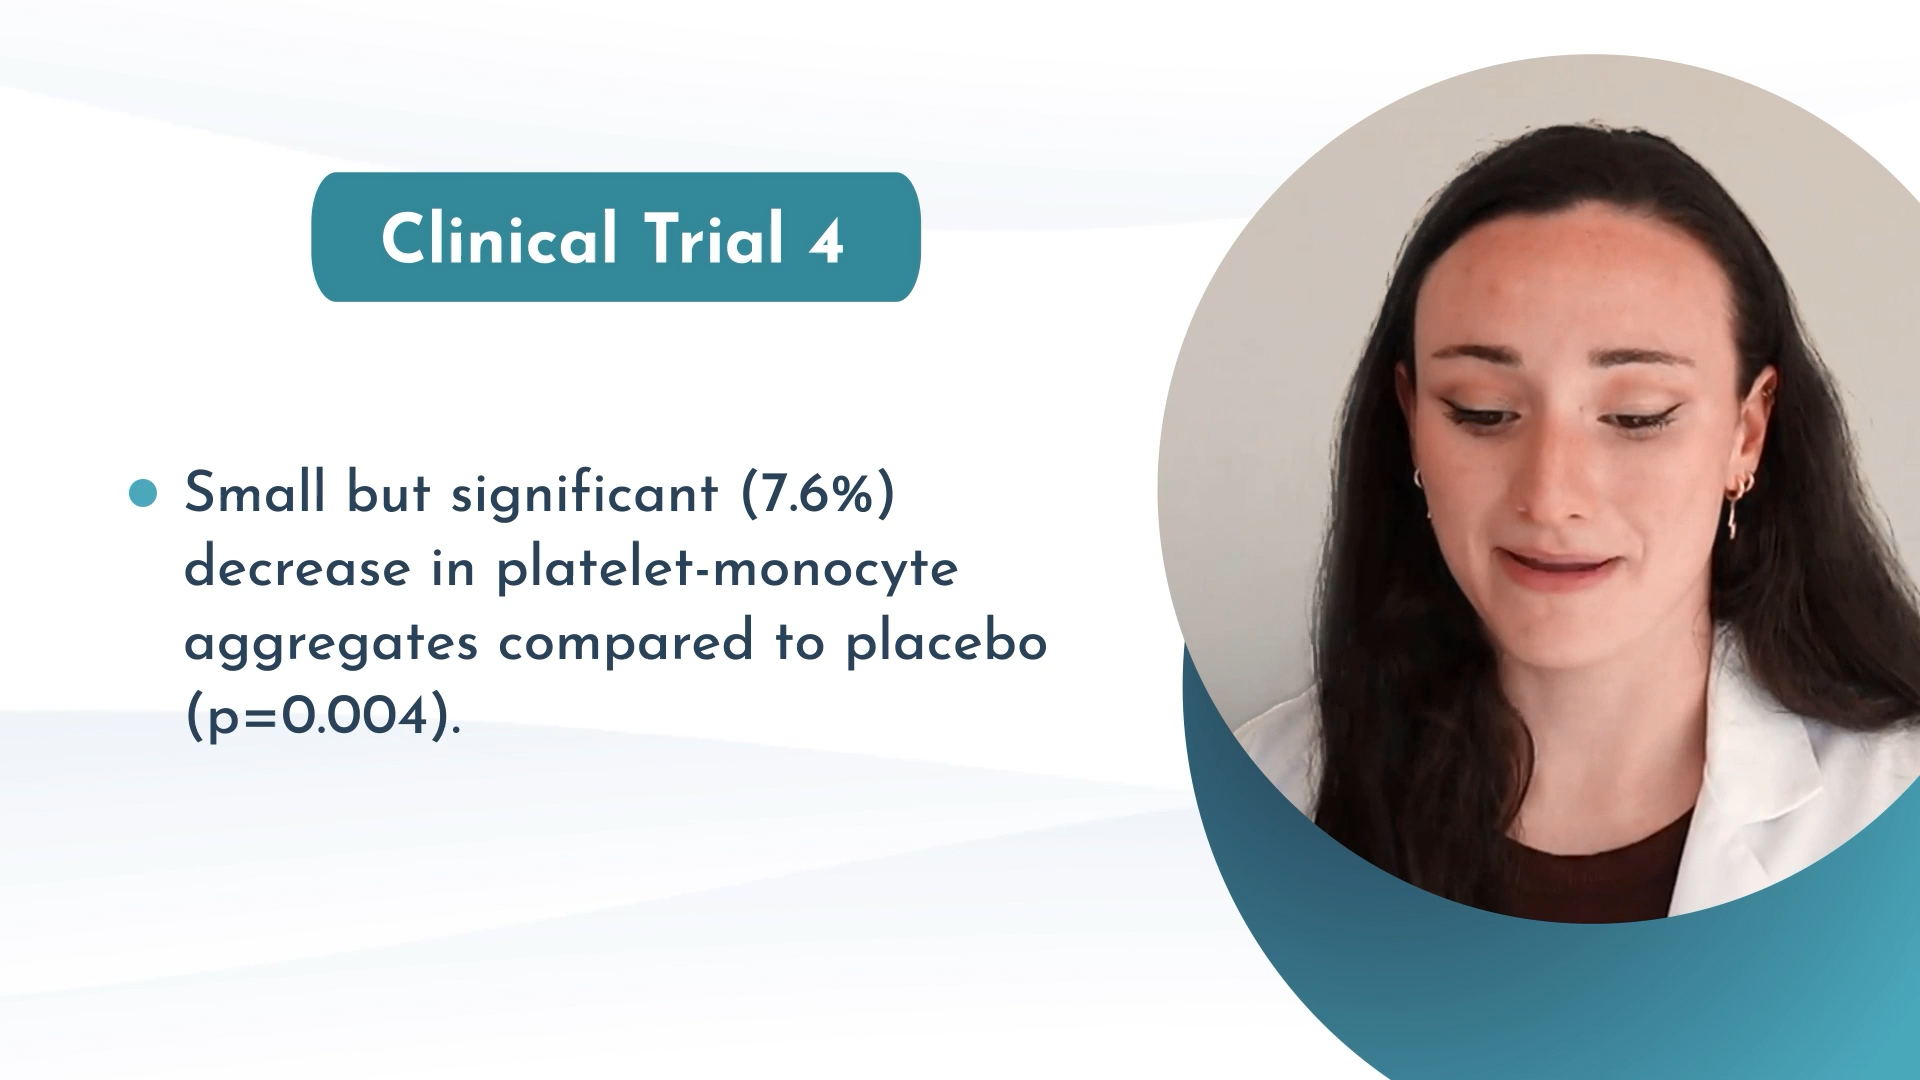 Clinical Trial 4
Small but significant (7.6%)
decrease in platelet-monocyte
aggregates compared to placebo
(p=0.004).